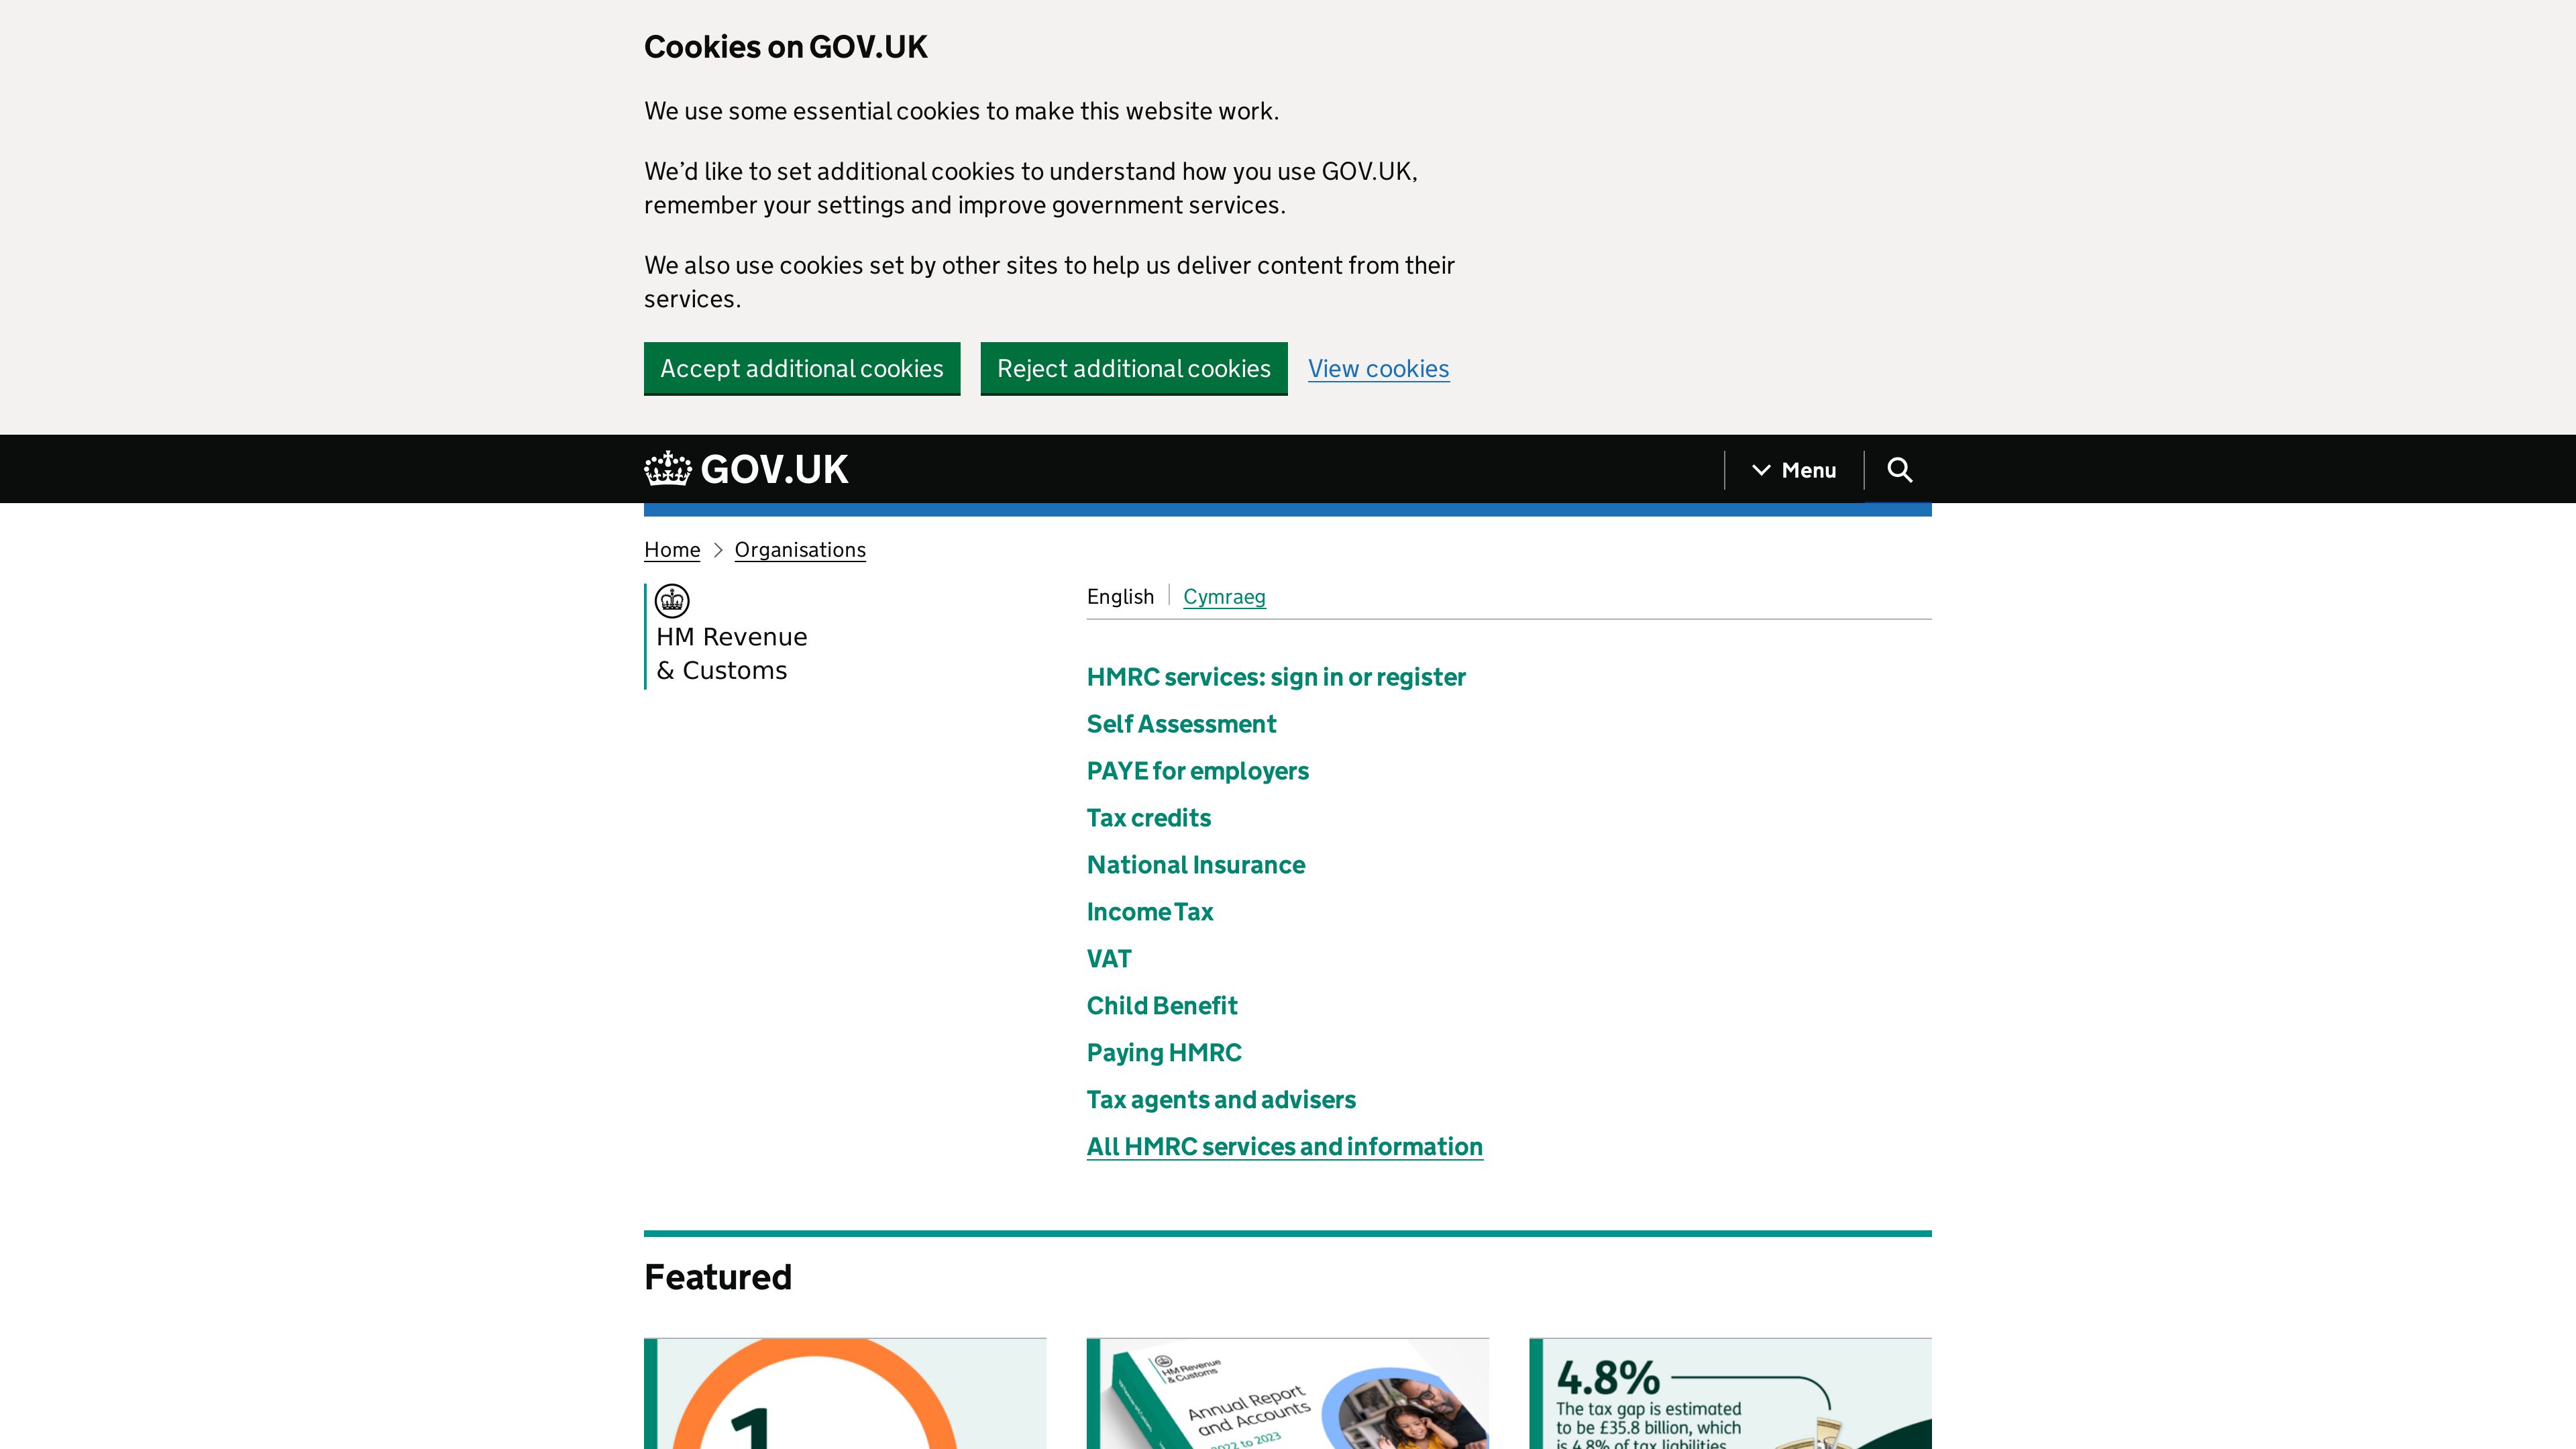 Cookies on GOV.UK
We use some essential cookies to make this website work.
We'd like to set additional cookies to understand how you use GOV.UK,
remember your settings and improve government services.
We also use cookies set by other sites to help us deliver content from their
services.
Accept additional cookies
Reject additional cookies
View cookies
GOV.UK
Menu
Home
Organisations
HM Revenue
& Customs
English
Cymraeg
HMRC services: sign in or register
Self Assessment
PAYE for employers
Tax credits
National Insurance
Income Tax
VAT
Child Benefit
Paying HMRC
Tax agents and advisers
All HMRC services and information
Featured
1
HM Revenue
& Customs
Annual Report
and Accounts
2022 to 2023
4.8%
The tax gap is estimated
to be £35.8 billion, which
is 4.8% of tax liabilities